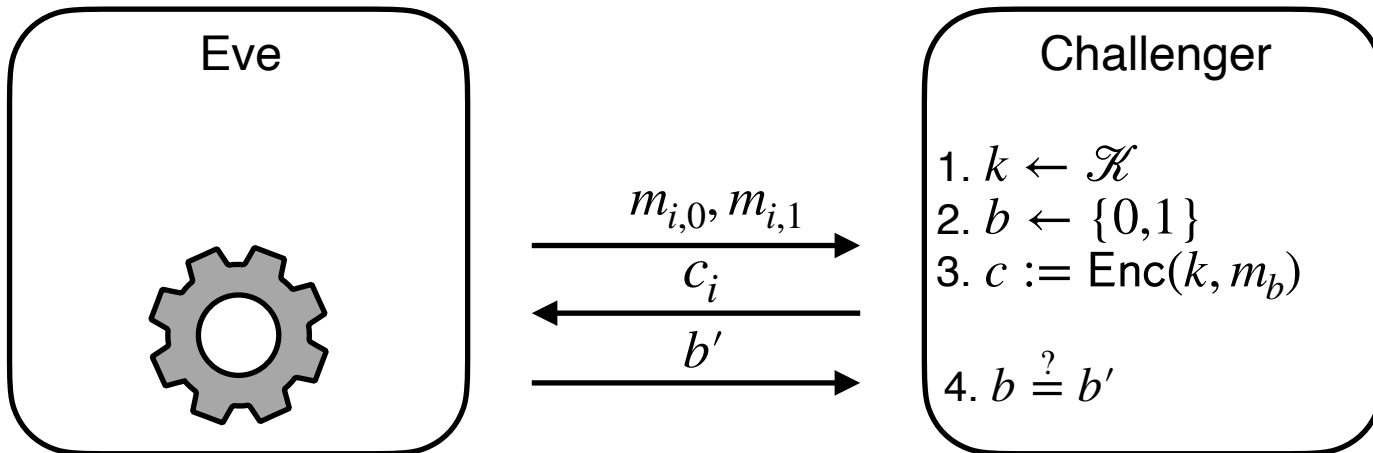 Eve
Challenger
1. k ← 𝒦
2. b ← {0,1}
3. c := Enc(k, m_b)
4. b ≟ b′
m_{i,0}, m_{i,1}
c_i
b′